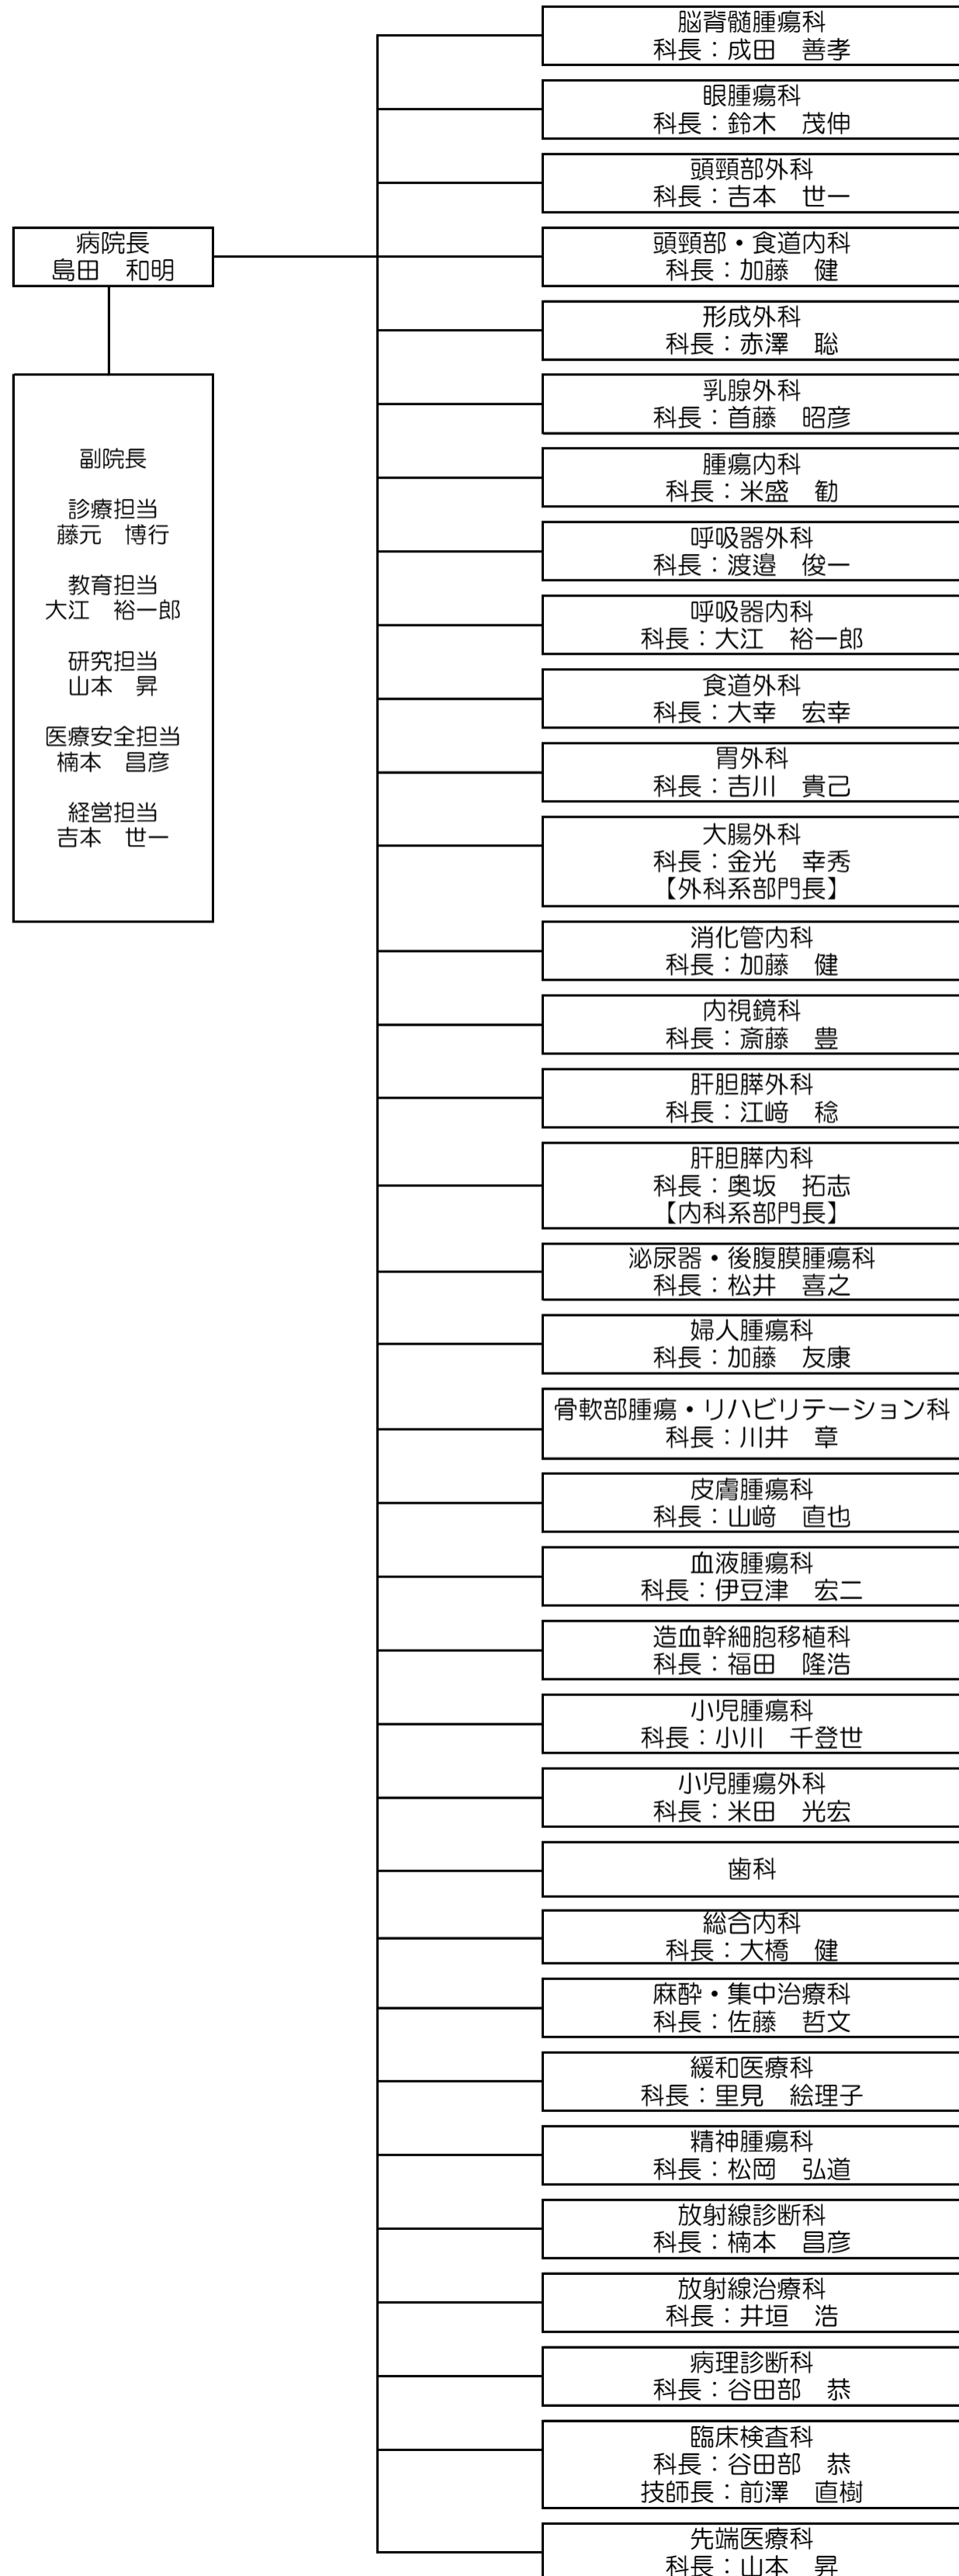 病院長
島田　和明
副院長
診療担当
藤元　博行
教育担当
大江　裕一郎
研究担当
山本　昇
医療安全担当
楠本　昌彦
経営担当
吉本　世一
脳脊髄腫瘍科
科長：成田　善孝
眼腫瘍科
科長：鈴木　茂伸
頭頸部外科
科長：吉本　世一
頭頸部・食道内科
科長：加藤　健
形成外科
科長：赤澤　聡
乳腺外科
科長：首藤　昭彦
腫瘍内科
科長：米盛　勧
呼吸器外科
科長：渡邉　俊一
呼吸器内科
科長：大江　裕一郎
食道外科
科長：大幸　宏幸
胃外科
科長：吉川　貴己
大腸外科
科長：金光　幸秀
【外科系部門長】
消化管内科
科長：加藤　健
内視鏡科
科長：斎藤　豊
肝胆膵外科
科長：江﨑　稔
肝胆膵内科
科長：奥坂　拓志
【内科系部門長】
泌尿器・後腹膜腫瘍科
科長：松井　喜之
婦人腫瘍科
科長：加藤　友康
骨軟部腫瘍・リハビリテーション科
科長：川井　章
皮膚腫瘍科
科長：山﨑　直也
血液腫瘍科
科長：伊豆津　宏二
造血幹細胞移植科
科長：福田　隆浩
小児腫瘍科
科長：小川　千登世
小児腫瘍外科
科長：米田　光宏
歯科
総合内科
科長：大橋　健
麻酔・集中治療科
科長：佐藤　哲文
緩和医療科
科長：里見　絵理子
精神腫瘍科
科長：松岡　弘道
放射線診断科
科長：楠本　昌彦
放射線治療科
科長：井垣　浩
病理診断科
科長：谷田部　恭
臨床検査科
科長：谷田部　恭
技師長：前澤　直樹
先端医療科
科長：山本　昇